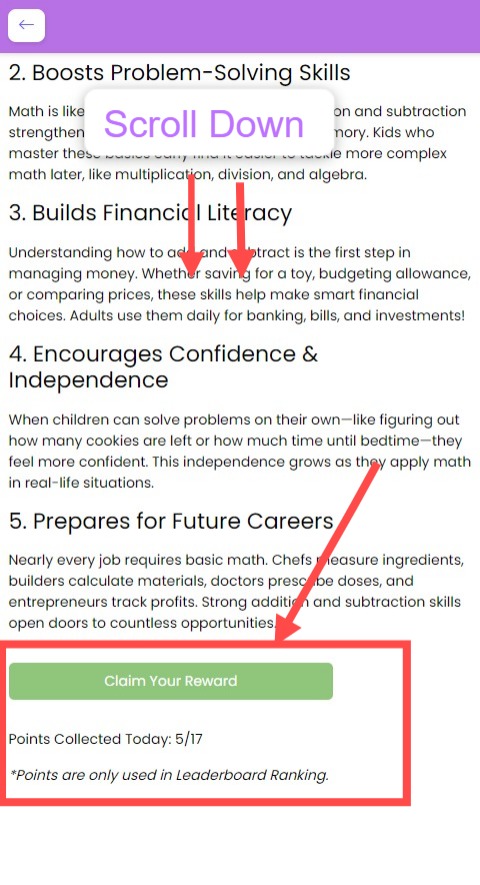 2. Boosts Problem-Solving Skills
Math is like on and subtraction
Scroll Down
strengthen mory. Kids who
master these basics early find it easier to tackle more complex
math later, like multiplication, division, and algebra.
3. Builds Financial Literacy
Understanding how to add and subtract is the first step in
managing money. Whether saving for a toy, budgeting allowance,
or comparing prices, these skills help make smart financial
choices. Adults use them daily for banking, bills, and investments!
4. Encourages Confidence &
Independence
When children can solve problems on their own—like figuring out
how many cookies are left or how much time until bedtime—they
feel more confident. This independence grows as they apply math
in real-life situations.
5. Prepares for Future Careers
Nearly every job requires basic math. Chefs measure ingredients,
builders calculate materials, doctors prescribe doses, and
entrepreneurs track profits. Strong addition and subtraction skills
open doors to countless opportunities.
Claim Your Reward
Points Collected Today: 5/17
*Points are only used in Leaderboard Ranking.